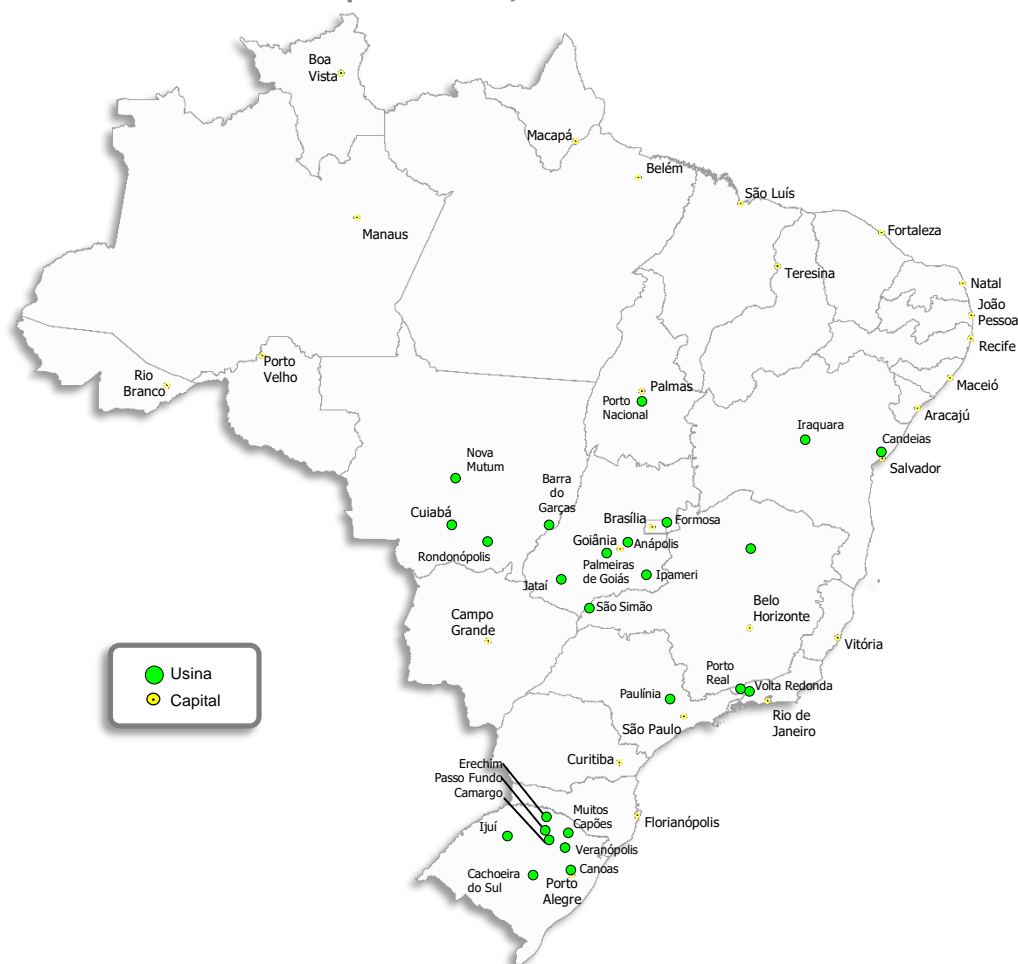 Boa
Vista
Macapá
Belém
São Luís
Manaus
Fortaleza
Teresina
Natal
João
Pessoa
Recife
Porto
Velho
Rio
Branco
Palmas
Maceió
Porto
Nacional
Aracajú
Iraquara
Candeias
Salvador
Nova
Mutum
Barra
do
Garças
Cuiabá
Brasília
Formosa
Rondonópolis
Goiânia
Anápolis
Palmeiras
de Goiás
Ipameri
Jataí
São Simão
Belo
Horizonte
Campo
Grande
Vitória
Usina
Capital
Porto
Real
Volta Redonda
Paulínia
Rio de
Janeiro
São Paulo
Curitiba
Erechim
Passo Fundo
Camargo
Muitos
Capões
Florianópolis
Ijuí
Veranópolis
Canoas
Cachoeira
do Sul
Porto
Alegre